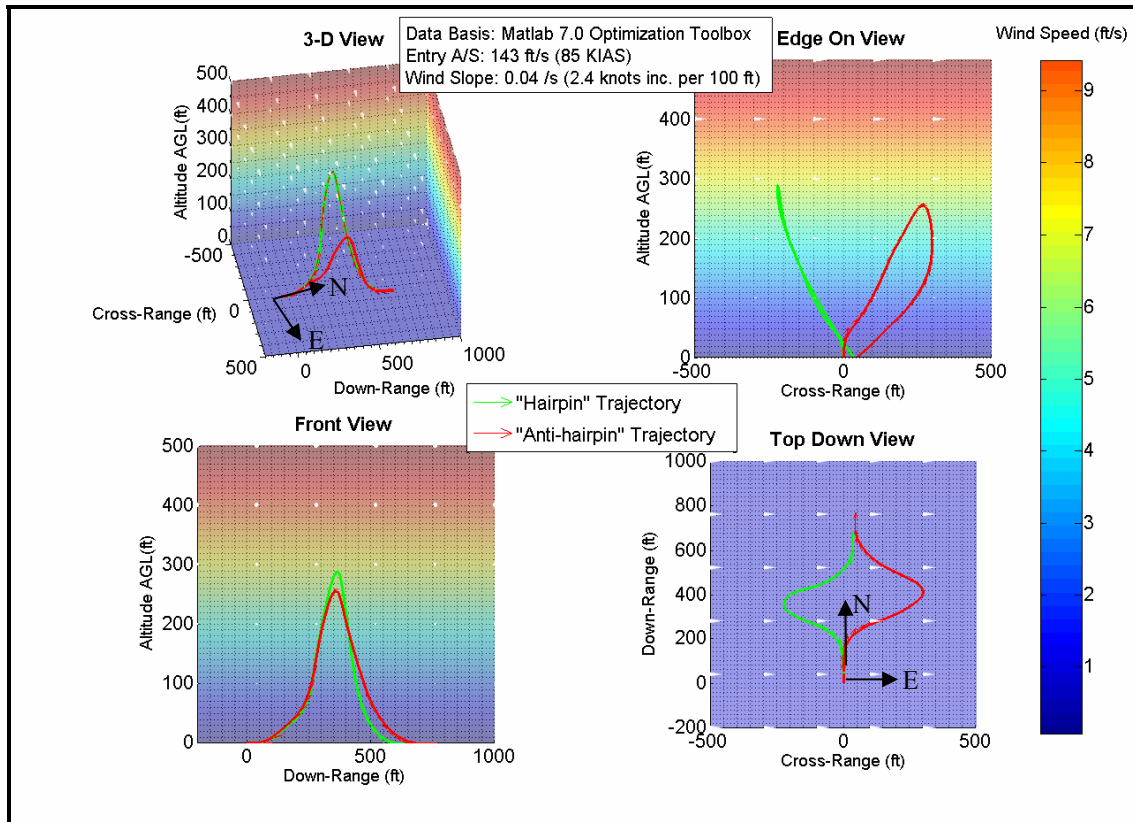 3-D View
Data Basis: Matlab 7.0 Optimization Toolbox
Entry A/S: 143 ft/s (85 KIAS)
Wind Slope: 0.04 /s (2.4 knots inc. per 100 ft)
Edge On View
Wind Speed (ft/s)
500
400
300
200
100
0
Altitude AGL(ft)
-500
0
500
Cross-Range (ft)
0
500
1000
Down-Range (ft)
N
E
400
300
200
100
0
Altitude AGL(ft)
-500
0
500
Cross-Range (ft)
9
8
7
6
5
4
3
2
1
"Hairpin" Trajectory
"Anti-hairpin" Trajectory
Front View
500
400
300
200
100
0
Altitude AGL(ft)
0
500
1000
Down-Range (ft)
Top Down View
1000
800
600
400
200
0
-200
Down-Range (ft)
N
E
-500
0
500
Cross-Range (ft)